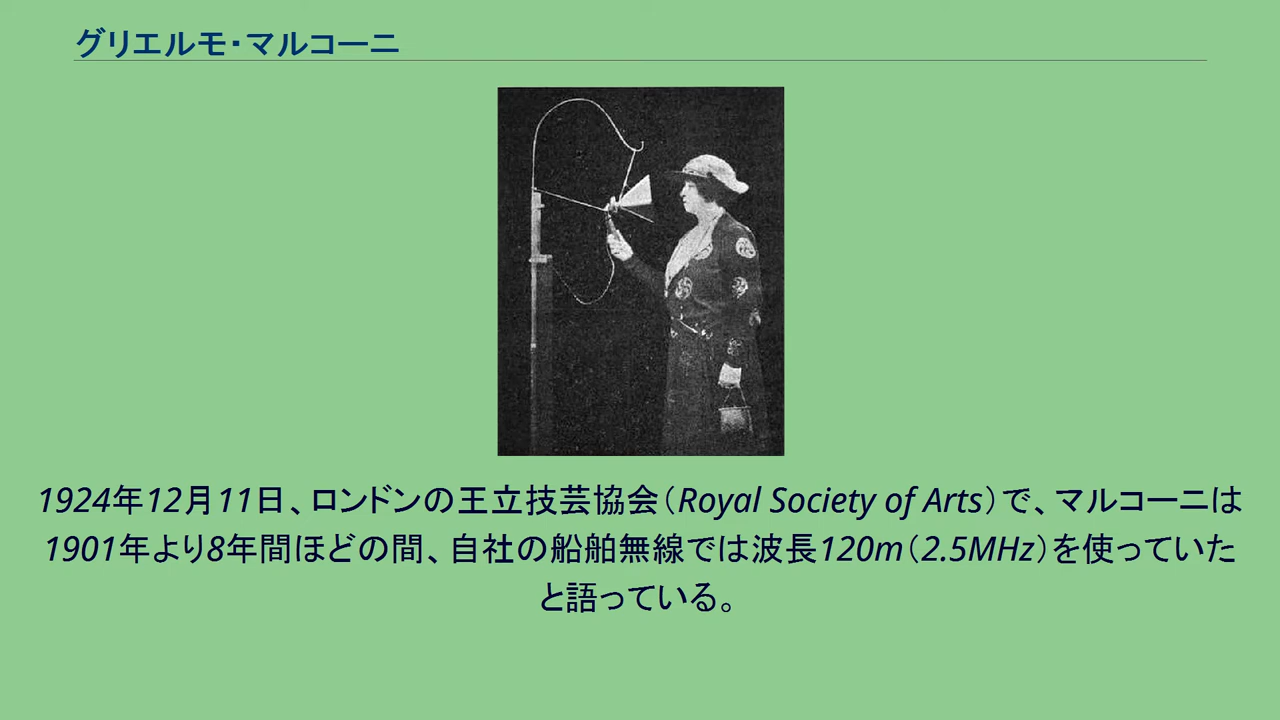 グリエルモ・マルコーニ
1924年12月11日、ロンドンの王立技芸協会（Royal Society of Arts）で、マルコーニは
1901年より8年間ほどの間、自社の船舶無線では波長120m（2.5MHz）を使っていた
と語っている。